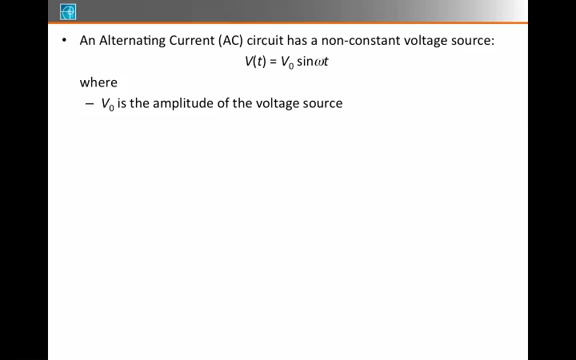 • An Alternating Current (AC) circuit has a non-constant voltage source:
V(t) = V₀ sinωt
where
– V₀ is the amplitude of the voltage source